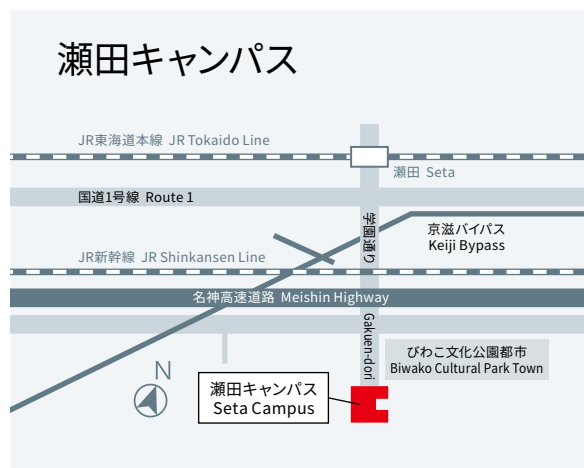 瀬田キャンパス
JR東海道本線 JR Tokaido Line
瀬田 Seta
国道1号線 Route 1
学園通り Gakuen-dori
京滋バイパス
Keiji Bypass
JR新幹線 JR Shinkansen Line
名神高速道路 Meishin Highway
びわこ文化公園都市
Biwako Cultural Park Town
N
瀬田キャンパス
Seta Campus